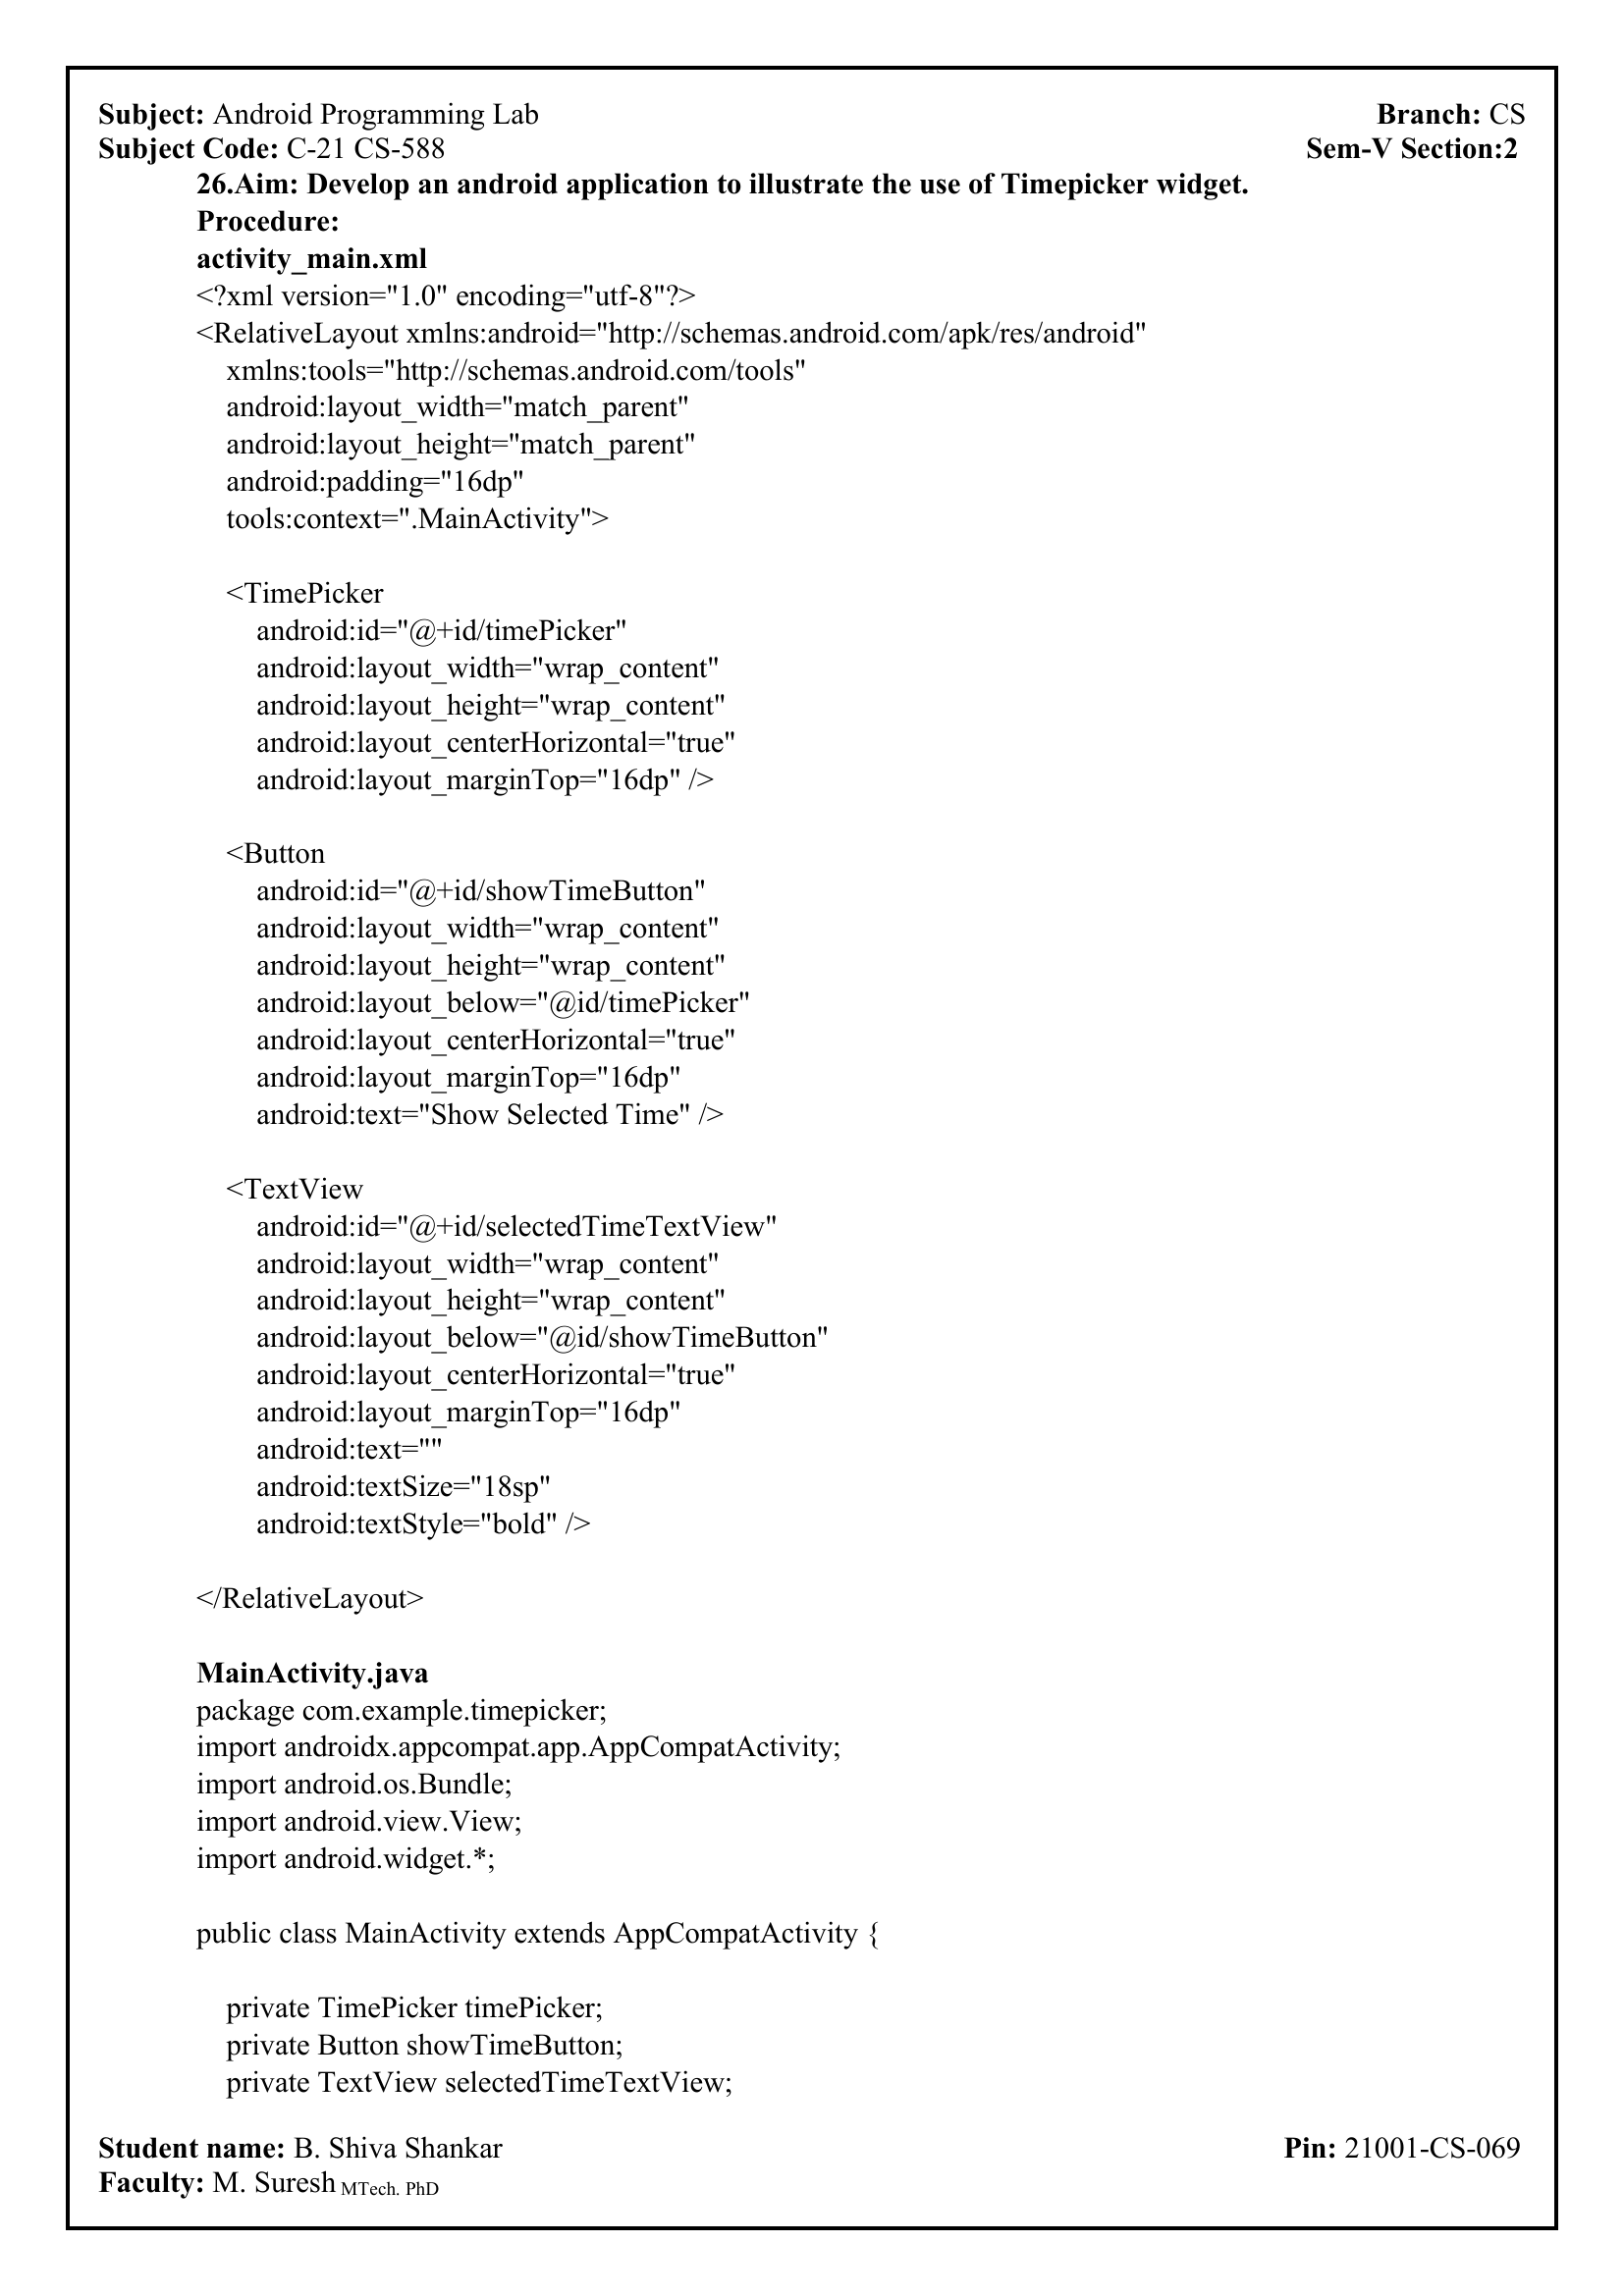 Subject: Android Programming Lab Branch: CS
Subject Code: C-21 CS-588 Sem-V Section:2
26.Aim: Develop an android application to illustrate the use of Timepicker widget.
Procedure:
activity_main.xml
<?xml version="1.0" encoding="utf-8"?>
<RelativeLayout xmlns:android="http://schemas.android.com/apk/res/android"
    xmlns:tools="http://schemas.android.com/tools"
    android:layout_width="match_parent"
    android:layout_height="match_parent"
    android:padding="16dp"
    tools:context=".MainActivity">

    <TimePicker
        android:id="@+id/timePicker"
        android:layout_width="wrap_content"
        android:layout_height="wrap_content"
        android:layout_centerHorizontal="true"
        android:layout_marginTop="16dp" />

    <Button
        android:id="@+id/showTimeButton"
        android:layout_width="wrap_content"
        android:layout_height="wrap_content"
        android:layout_below="@id/timePicker"
        android:layout_centerHorizontal="true"
        android:layout_marginTop="16dp"
        android:text="Show Selected Time" />

    <TextView
        android:id="@+id/selectedTimeTextView"
        android:layout_width="wrap_content"
        android:layout_height="wrap_content"
        android:layout_below="@id/showTimeButton"
        android:layout_centerHorizontal="true"
        android:layout_marginTop="16dp"
        android:text=""
        android:textSize="18sp"
        android:textStyle="bold" />

</RelativeLayout>

MainActivity.java
package com.example.timepicker;
import androidx.appcompat.app.AppCompatActivity;
import android.os.Bundle;
import android.view.View;
import android.widget.*;

public class MainActivity extends AppCompatActivity {

    private TimePicker timePicker;
    private Button showTimeButton;
    private TextView selectedTimeTextView;

Student name: B. Shiva Shankar Pin: 21001-CS-069
Faculty: M. Suresh MTech. PhD